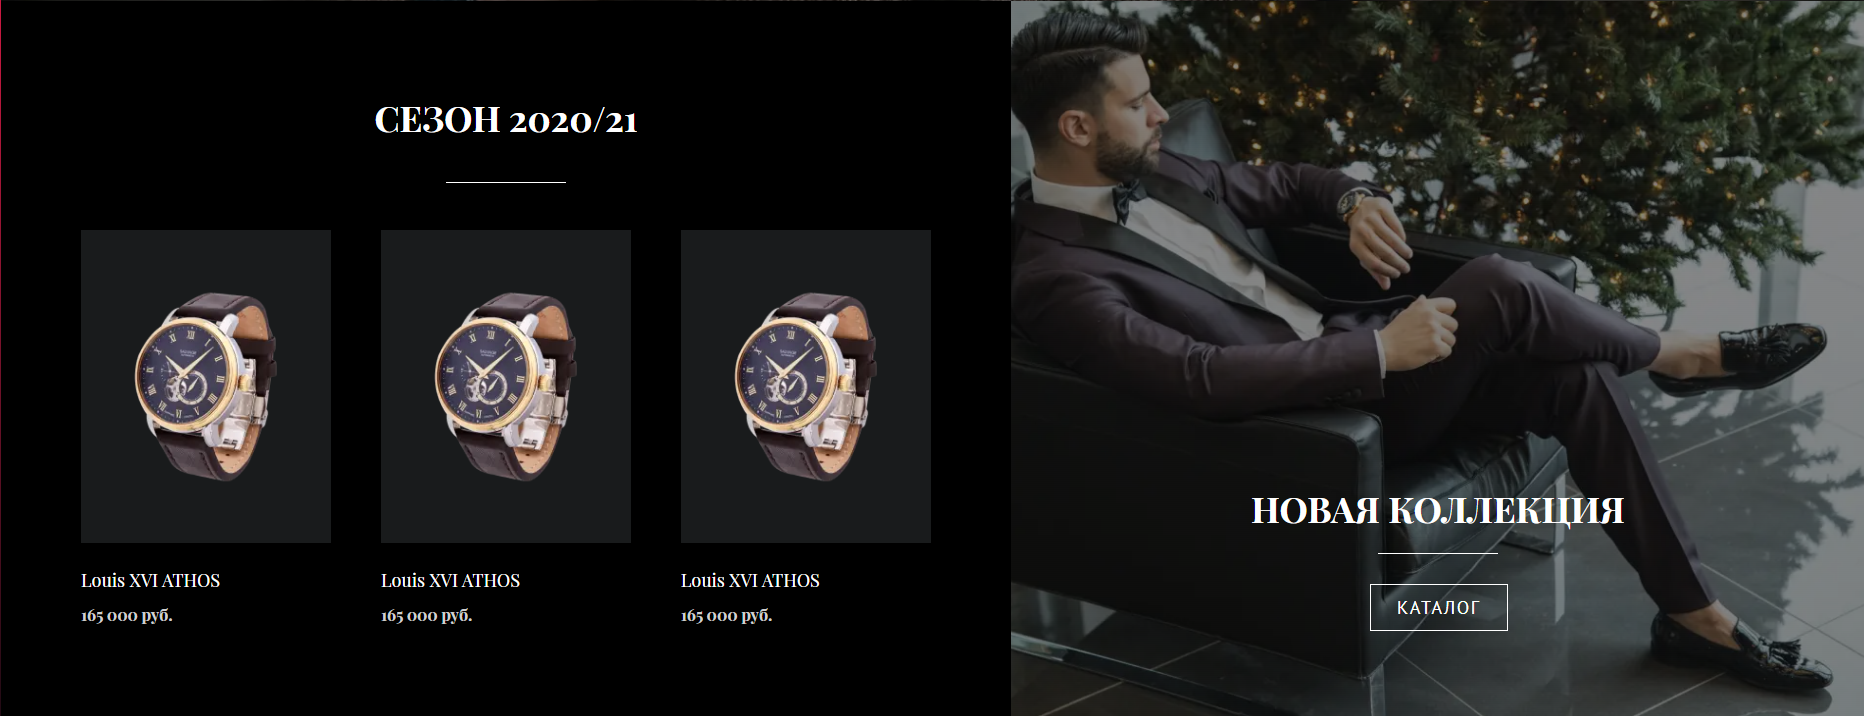 СЕЗОН 2020/21
Louis XVI ATHOS
165 000 руб.
Louis XVI ATHOS
165 000 руб.
Louis XVI ATHOS
165 000 руб.
НОВАЯ КОЛЛЕКЦИЯ
КАТАЛОГ